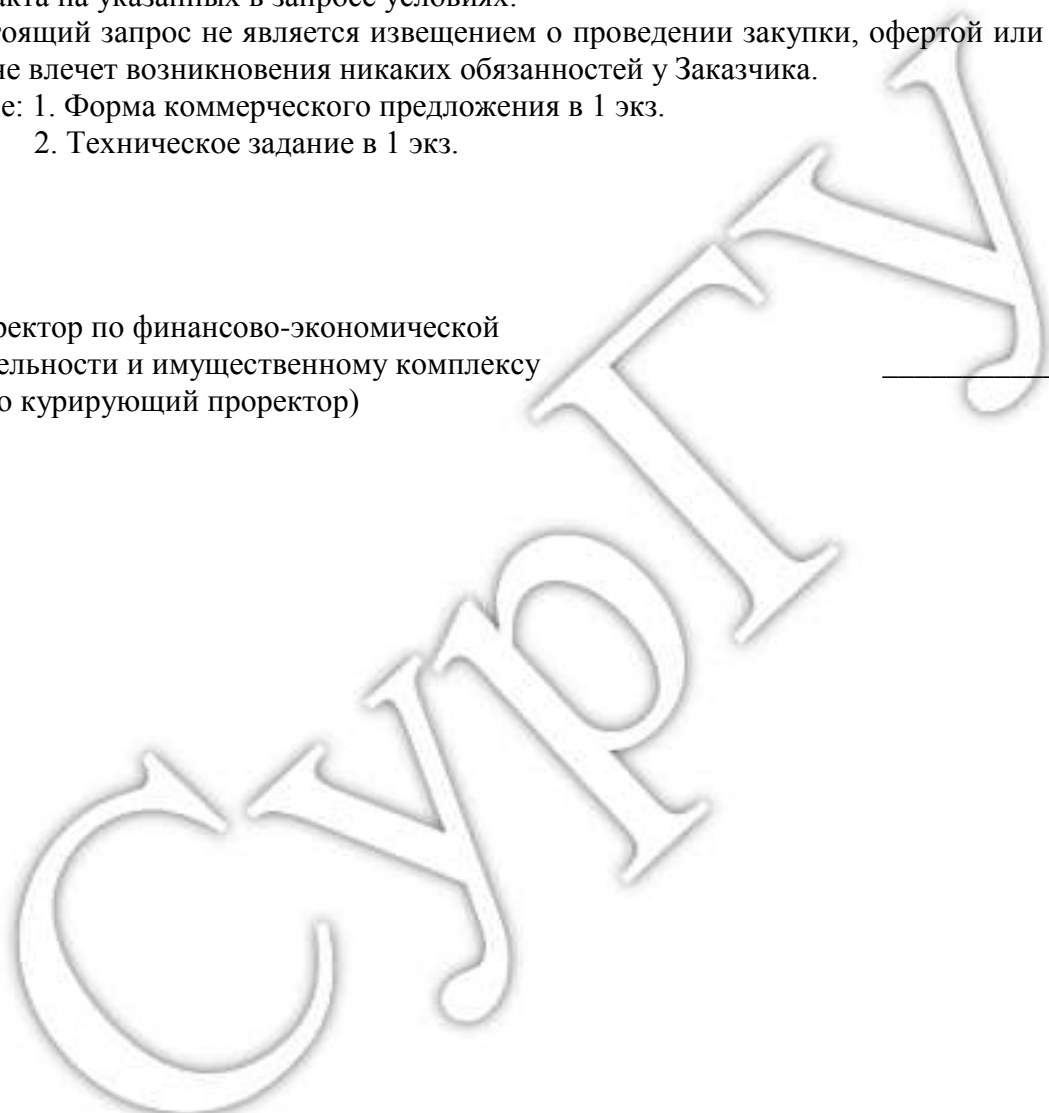 акта на указанных в запросе условиях.
тоящий запрос не является извещением о проведении закупки, офертой или
не влечет возникновения никаких обязанностей у Заказчика.
е: 1. Форма коммерческого предложения в 1 экз.
2. Техническое задание в 1 экз.
ректор по финансово-экономической
ельности и имущественному комплексу
о курирующий проректор)
СурГУ